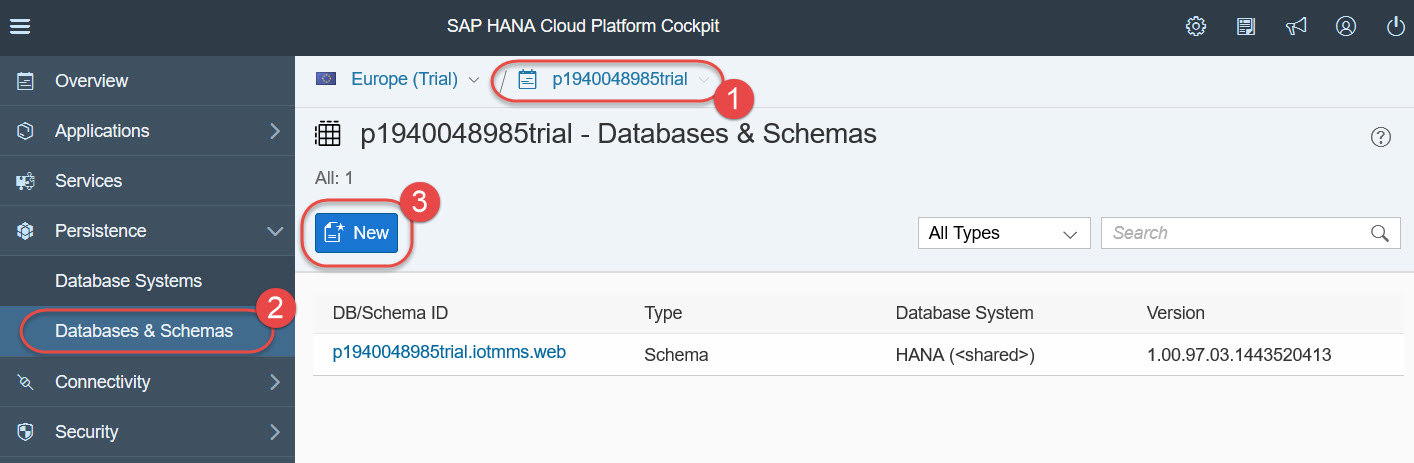 SAP HANA Cloud Platform Cockpit
Overview
Applications
Services
Persistence
Database Systems
Databases & Schemas
2
Connectivity
Security
Europe (Trial) / p1940048985trial
1
p1940048985trial - Databases & Schemas
All: 1
New
3
All Types
Search
DB/Schema ID Type Database System Version
p1940048985trial.iotmms.web Schema HANA (<shared>) 1.00.97.03.1443520413